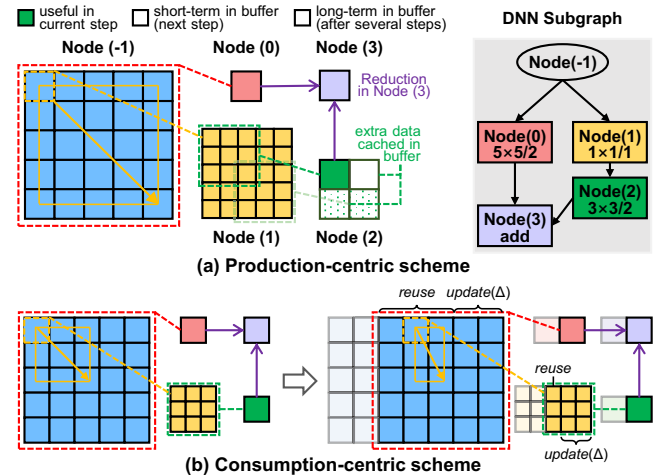 useful in
current step
short-term in buffer
(next step)
long-term in buffer
(after several steps)
DNN Subgraph
Node (-1)
Node (0)
Node (3)
Reduction
in Node (3)
extra data
cached in
buffer
Node (1)
Node (2)
Node(-1)
Node(0)
5×5/2
Node(1)
1×1/1
Node(2)
3×3/2
Node(3)
add
(a) Production-centric scheme
reuse
update(Δ)
reuse
update(Δ)
(b) Consumption-centric scheme